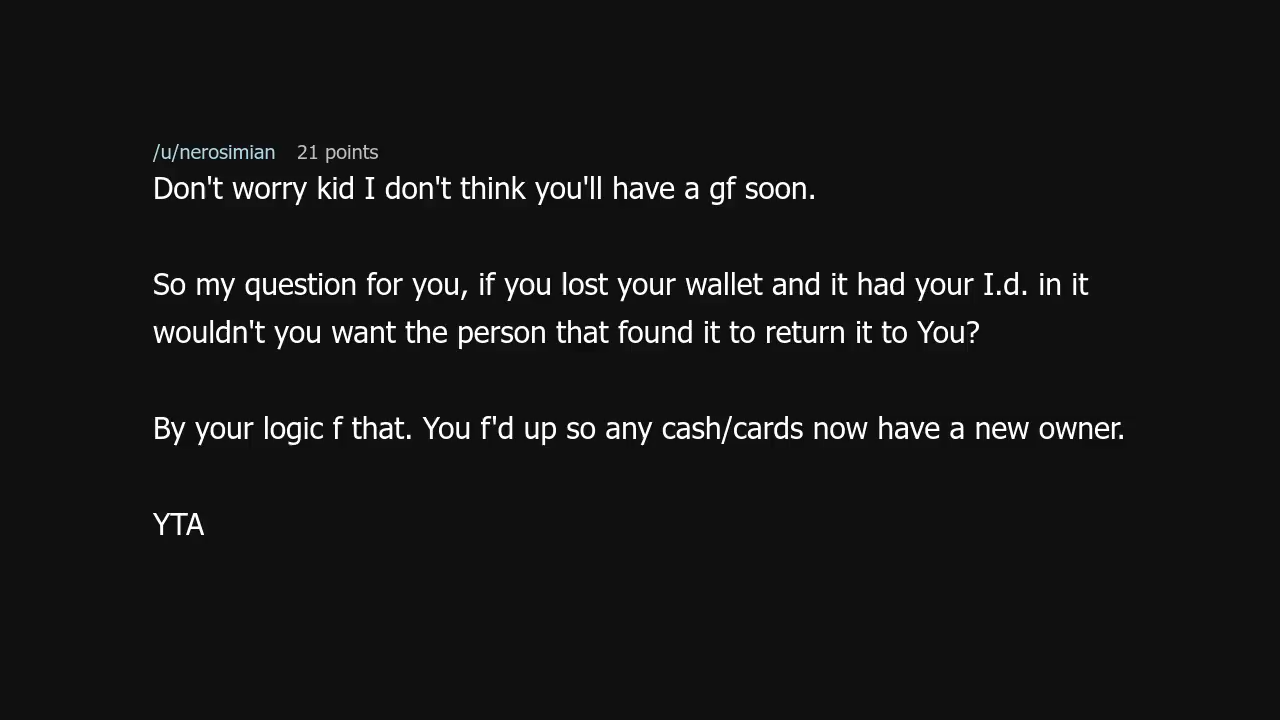 /u/nerosimian 21 points
Don't worry kid I don't think you'll have a gf soon.
So my question for you, if you lost your wallet and it had your I.d. in it
wouldn't you want the person that found it to return it to You?
By your logic f that. You f'd up so any cash/cards now have a new owner.
YTA